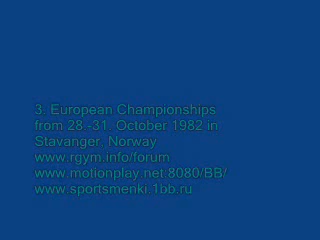 3. European Championships
from 28.-31. October 1982 in
Stavanger, Norway
www.rgym.info/forum
www.motionplay.net:8080/BB/
www.sportsmenki.1bb.ru